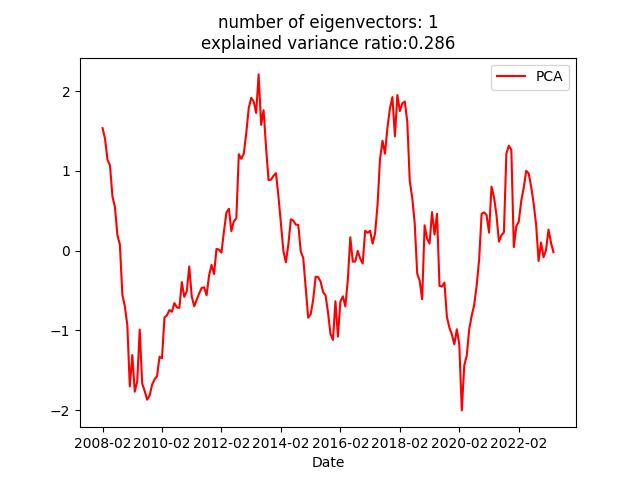 number of eigenvectors: 1
explained variance ratio:0.286
PCA
2
1
0
−1
−2
2008-02 2010-02 2012-02 2014-02 2016-02 2018-02 2020-02 2022-02
Date